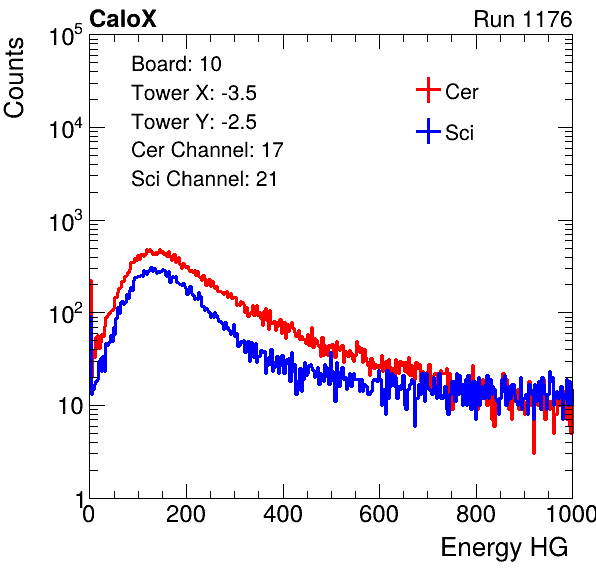 CaloX Run 1176
Counts
10^5
10^4
10^3
10^2
10
1
Board: 10
Tower X: -3.5
Tower Y: -2.5
Cer Channel: 17
Sci Channel: 21
Cer
Sci
0 200 400 600 800 1000
Energy HG